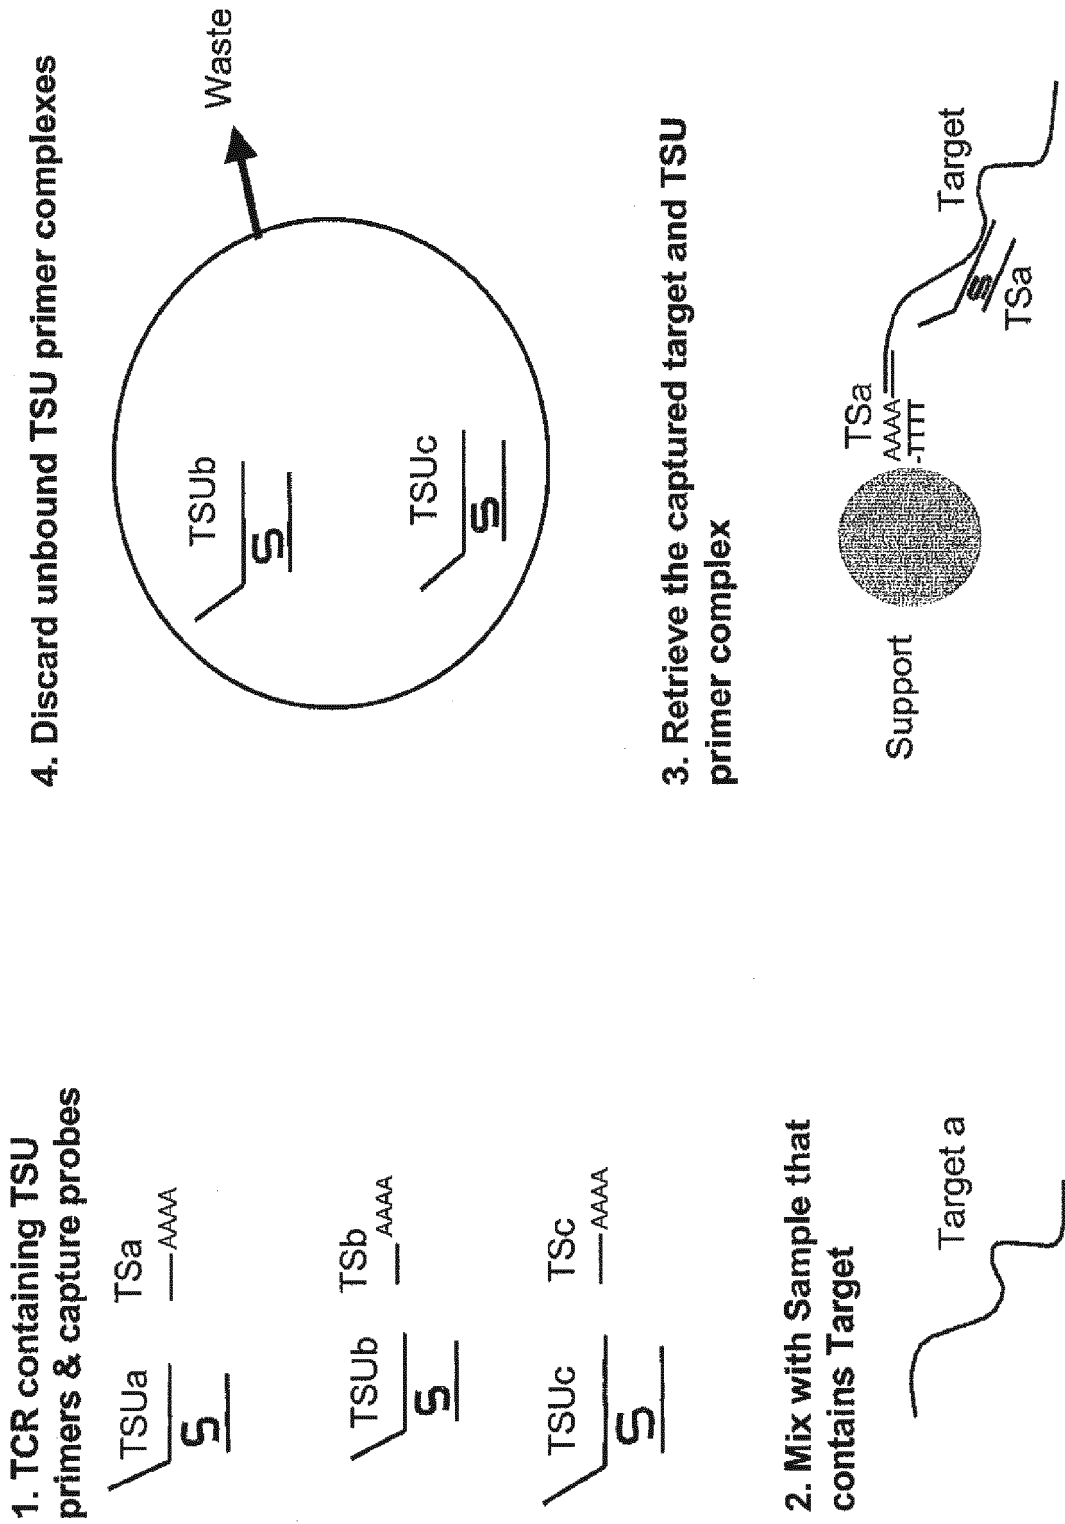 1. TCR containing TSU
primers & capture probes
TSUa
TSa
AAAA
S
TSUb
TSb
AAAA
S
TSUc
TSc
AAAA
S
2. Mix with Sample that
contains Target
Target a
3. Retrieve the captured target and TSU
primer complex
Support
TSa
AAAA
-TTTT
Target
S
TSa
4. Discard unbound TSU primer complexes
Waste
TSUb
S
TSUc
S